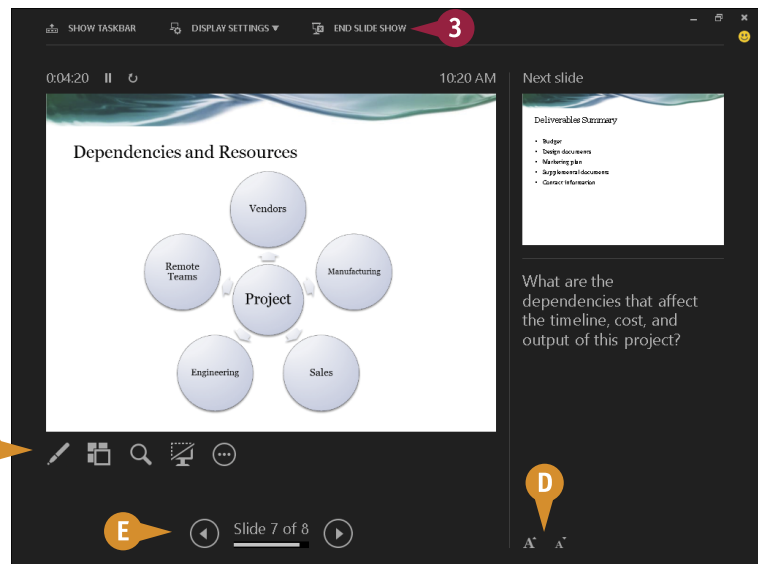 SHOW TASKBAR
DISPLAY SETTINGS ▼
END SLIDE SHOW
3
0:04:20
10:20 AM
Next slide
Dependencies and Resources
Vendors
Remote
Teams
Manufacturing
Project
Engineering
Sales
Deliverables Summary
• Budget
• Design documents
• Marketing plan
• Supplemental documents
• Contact Information
What are the
dependencies that affect
the timeline, cost, and
output of this project?
D
E
Slide 7 of 8
A A